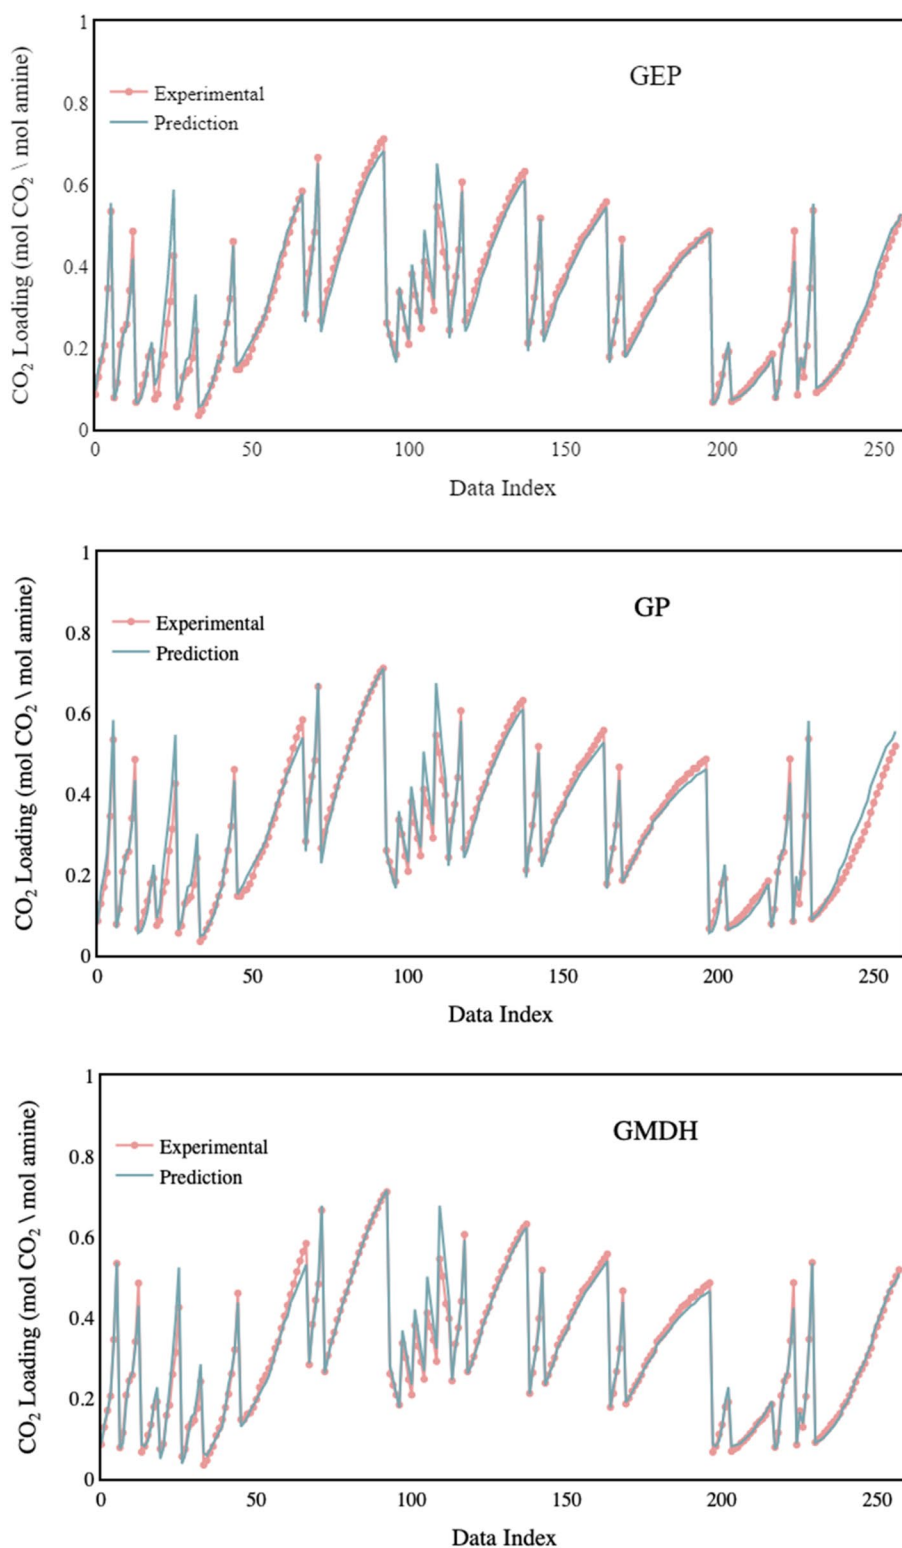 1
GEP
Experimental
0.8
Prediction
0.6
0.4
0.2
0
CO₂ Loading (mol CO₂ \ mol amine)
0 50 100 150 200 250
Data Index
1
GP
Experimental
0.8
Prediction
0.6
0.4
0.2
0
CO₂ Loading (mol CO₂ \ mol amine)
0 50 100 150 200 250
Data Index
1
GMDH
Experimental
0.8
Prediction
0.6
0.4
0.2
0
CO₂ Loading (mol CO₂ \ mol amine)
0 50 100 150 200 250
Data Index